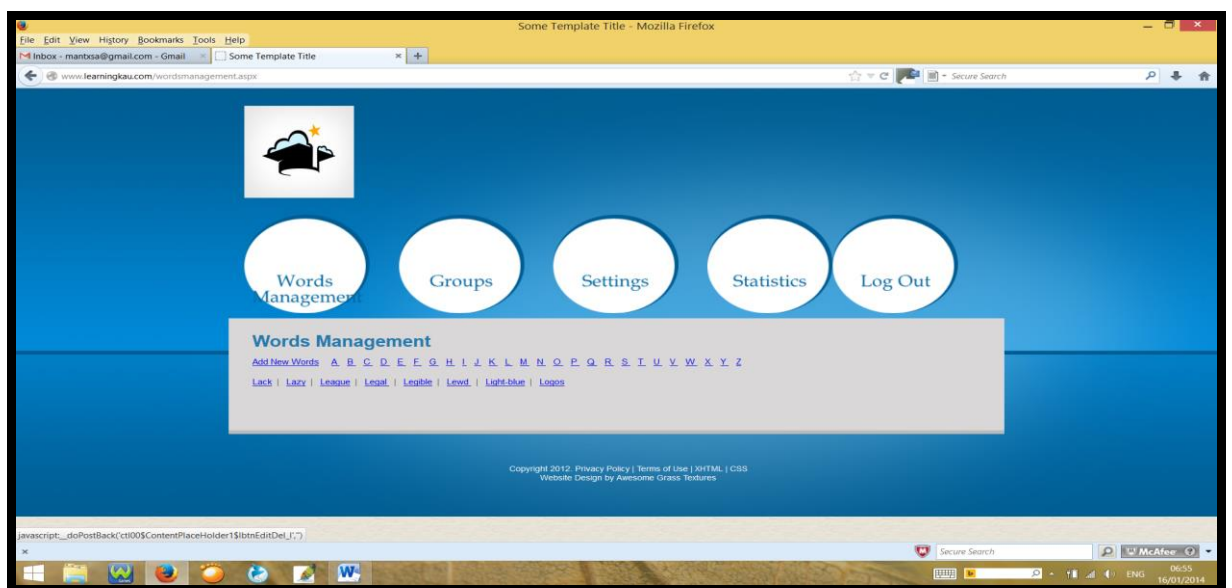 Some Template Title - Mozilla Firefox
File Edit View History Bookmarks Tools Help
Inbox - mantxsa@gmail.com - Gmail × Some Template Title × +
www.learningkau.com/wordsmanagement.aspx Secure Search
Words Management
Groups
Settings
Statistics
Log Out
Words Management
Add New Words A B C D E F G H I J K L M N O P Q R S T U V W X Y Z
Lack | Lazy | League | Legal | Legible | Lewd | Light-blue | Logos
Copyright 2012. Privacy Policy | Terms of Use | XHTML | CSS
Website Design by Awesome Grass Textures
javascript:__doPostBack('ctl00$ContentPlaceHolder1$lbtnEditDel_l','')
× Secure Search McAfee
ENG 06:55
16/01/2014